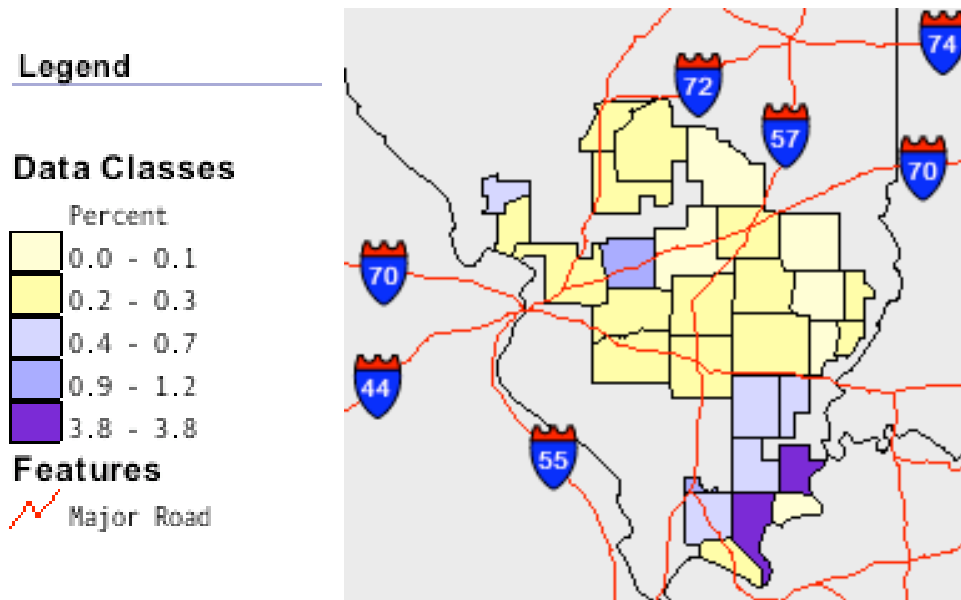 Legend
Data Classes
Percent
0.0 - 0.1
0.2 - 0.3
0.4 - 0.7
0.9 - 1.2
3.8 - 3.8
Features
Major Road
74
72
57
70
70
44
55